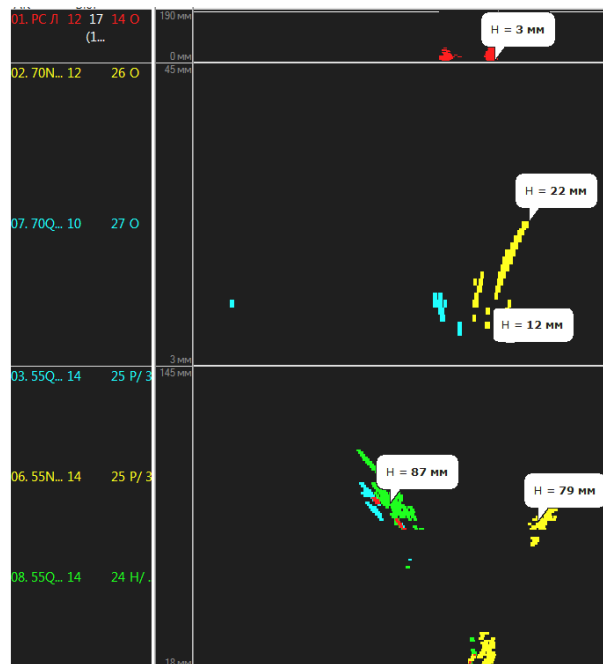 01. РС Л 12 17 14 О
(1...
190 мм
H = 3 мм
0 мм
02. 70N... 12 26 О
45 мм
H = 22 мм
07. 70Q... 10 27 О
H = 12 мм
3 мм
03. 55Q... 14 25 Р/ 3
145 мм
06. 55N... 14 25 Р/ 3
H = 87 мм
H = 79 мм
08. 55Q... 14 24 Н/ .
18 мм